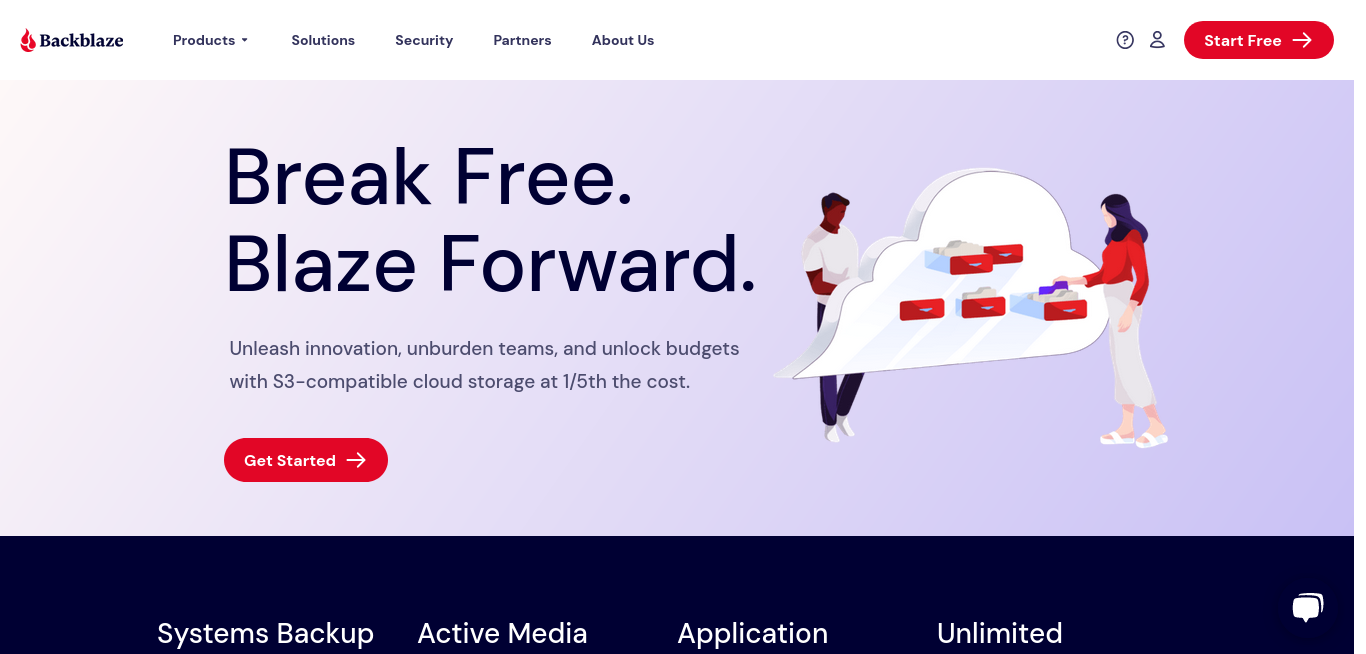 Backblaze
Products
Solutions
Security
Partners
About Us
Start Free
Break Free.
Blaze Forward.
Unleash innovation, unburden teams, and unlock budgets
with S3-compatible cloud storage at 1/5th the cost.
Get Started
Systems Backup
Active Media
Application
Unlimited